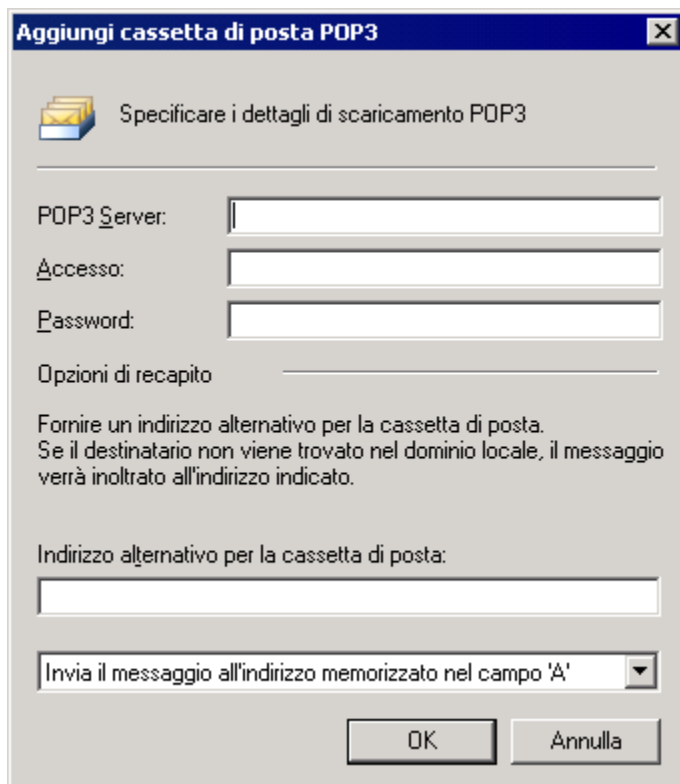 Aggiungi cassetta di posta POP3
Specificare i dettagli di scaricamento POP3
POP3 Server:
Accesso:
Password:
Opzioni di recapito
Fornire un indirizzo alternativo per la cassetta di posta.
Se il destinatario non viene trovato nel dominio locale, il messaggio
verrà inoltrato all'indirizzo indicato.
Indirizzo alternativo per la cassetta di posta:
Invia il messaggio all'indirizzo memorizzato nel campo 'A'
OK Annulla